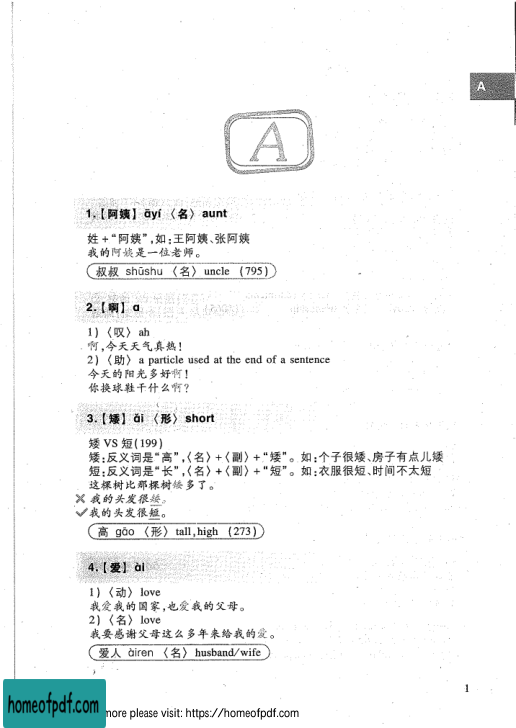 A
A
1.【阿姨】āyí〈名〉aunt
姓+“阿姨”,如:王阿姨、张阿姨
我的阿姨是一位老师。
叔叔 shūshu〈名〉uncle (795)
2.【啊】ɑ
1)〈叹〉ah
啊,今天天气真热!
2)〈助〉a particle used at the end of a sentence
今天的阳光多好啊!
你换球鞋干什么啊?
3.【矮】ǎi〈形〉short
矮 VS 短(199)
矮:反义词是“高”,〈名〉+〈副〉+“矮”。如:个子很矮、房子有点儿矮
短:反义词是“长”,〈名〉+〈副〉+“短”。如:衣服很短、时间不太短
这棵树比那棵树矮多了。
✗ 我的头发很矮。
✓ 我的头发很短。
高 gāo〈形〉tall,high (273)
4.【爱】ài
1)〈动〉love
我爱我的国家,也爱我的父母。
2)〈名〉love
我要感谢父母这么多年来给我的爱。
爱人 àiren〈名〉husband/wife
1
homeofpdf.com
more please visit: https://homeofpdf.com